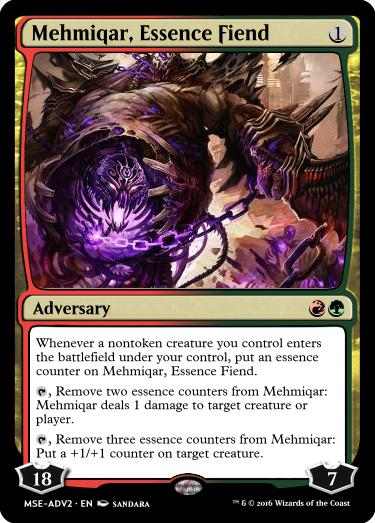 Mehmiqar, Essence Fiend 1
Adversary
Whenever a nontoken creature you control enters
the battlefield under your control, put an essence
counter on Mehmiqar, Essence Fiend.
, Remove two essence counters from Mehmiqar:
Mehmiqar deals 1 damage to target creature or
player.
, Remove three essence counters from Mehmiqar:
Put a +1/+1 counter on target creature.
18
7
MSE-ADV2 • EN SANDARA
™ & © 2016 Wizards of the Coast